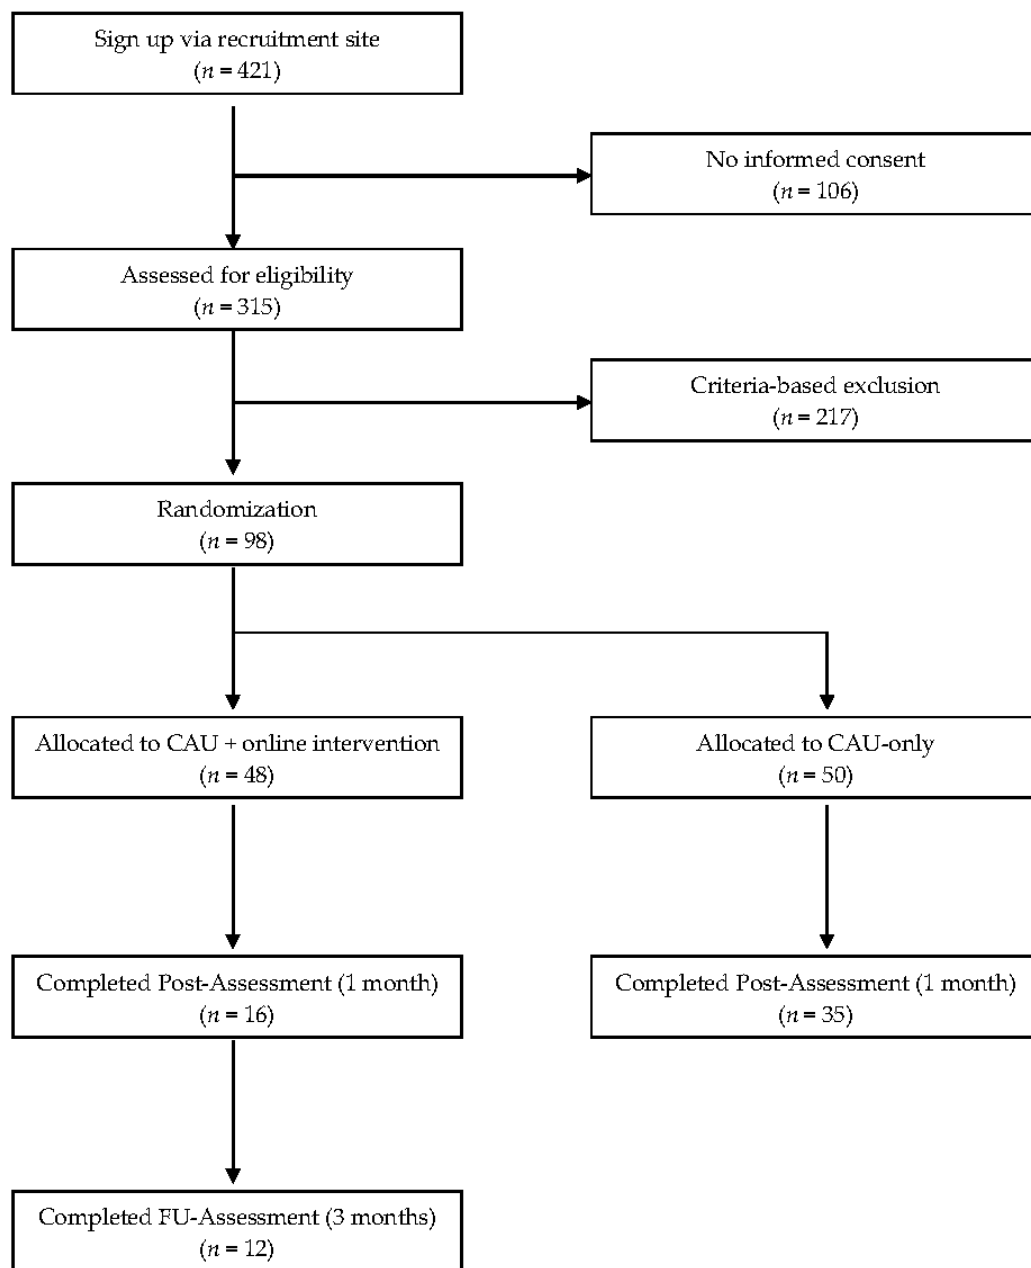 Sign up via recruitment site
(n = 421)
No informed consent
(n = 106)
Assessed for eligibility
(n = 315)
Criteria-based exclusion
(n = 217)
Randomization
(n = 98)
Allocated to CAU + online intervention
(n = 48)
Allocated to CAU-only
(n = 50)
Completed Post-Assessment (1 month)
(n = 16)
Completed Post-Assessment (1 month)
(n = 35)
Completed FU-Assessment (3 months)
(n = 12)